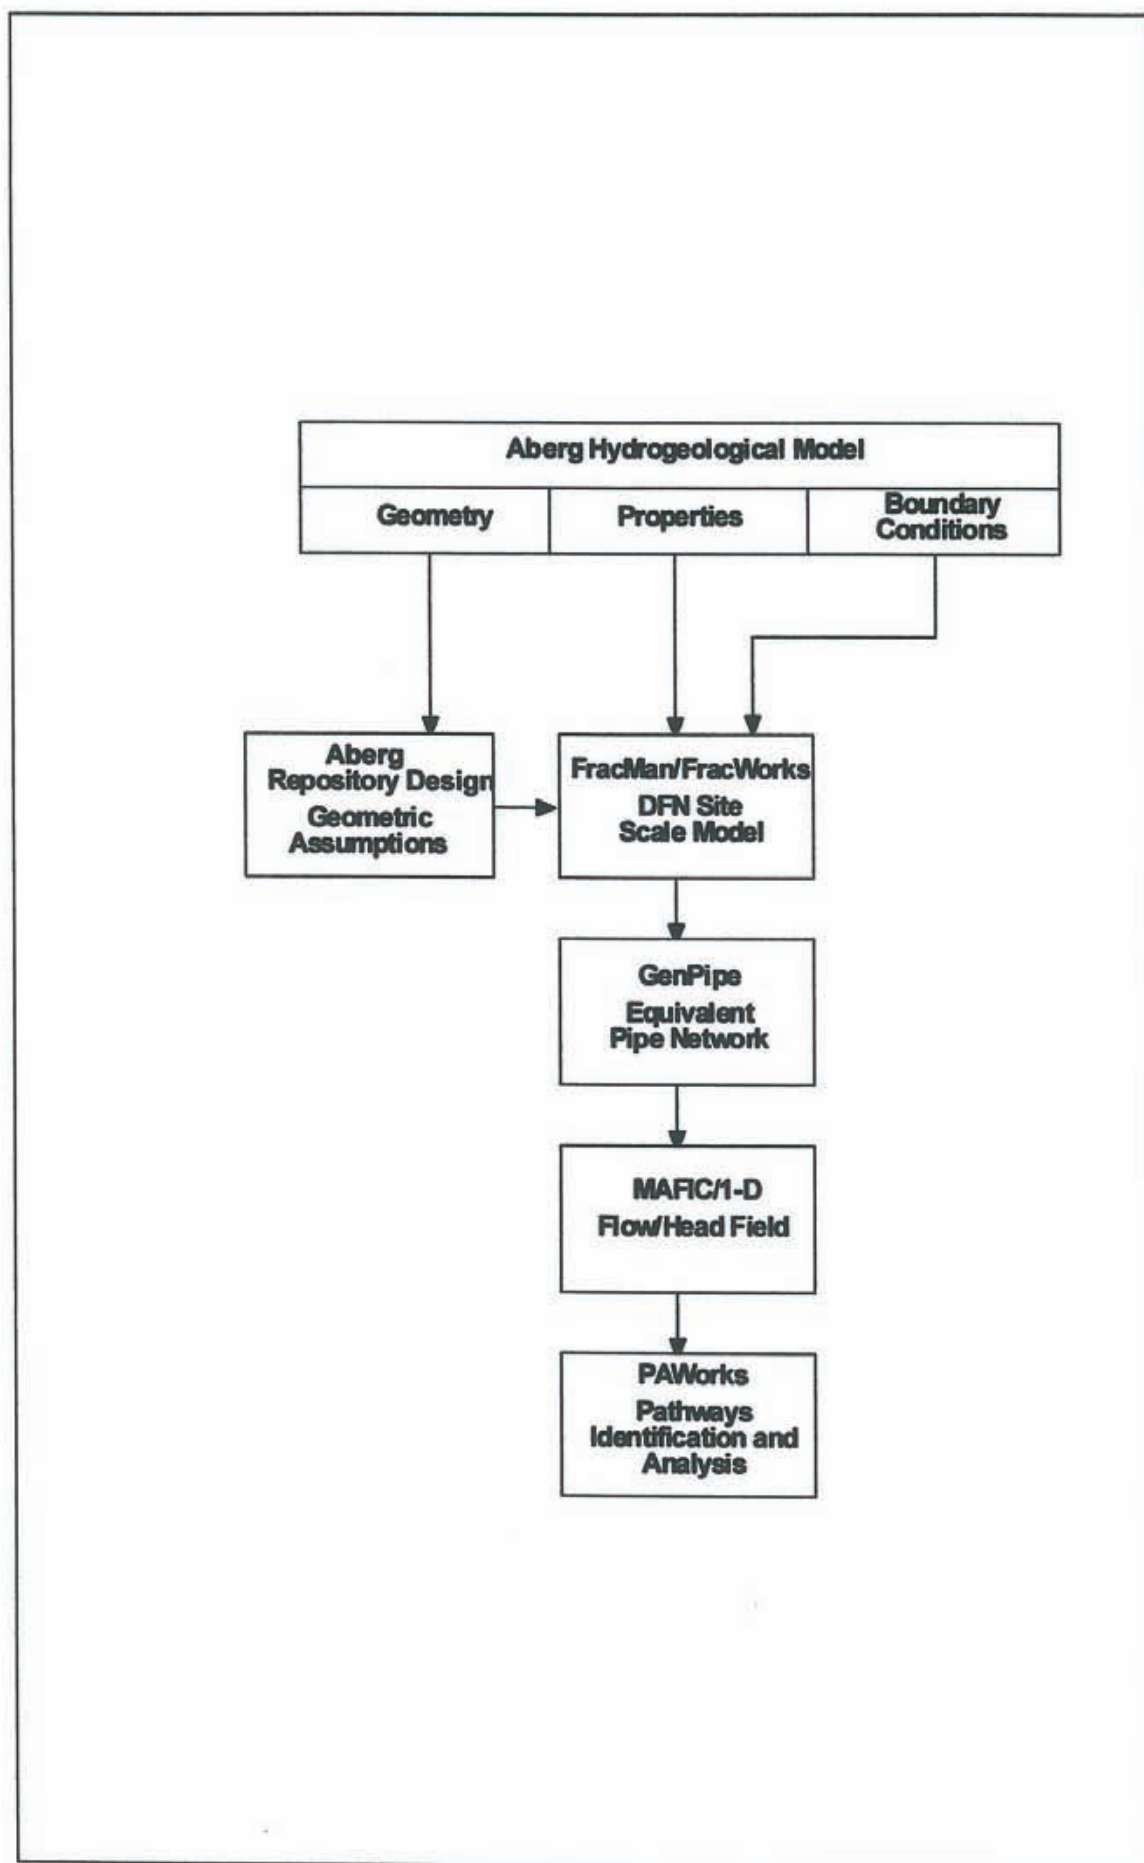 Aberg Hydrogeological Model
Geometry
Properties
Boundary
Conditions
Aberg
Repository Design
Geometric
Assumptions
FracMan/FracWorks
DFN Site
Scale Model
GenPipe
Equivalent
Pipe Network
MAFIC/1-D
Flow/Head Field
PAWorks
Pathways
Identification and
Analysis